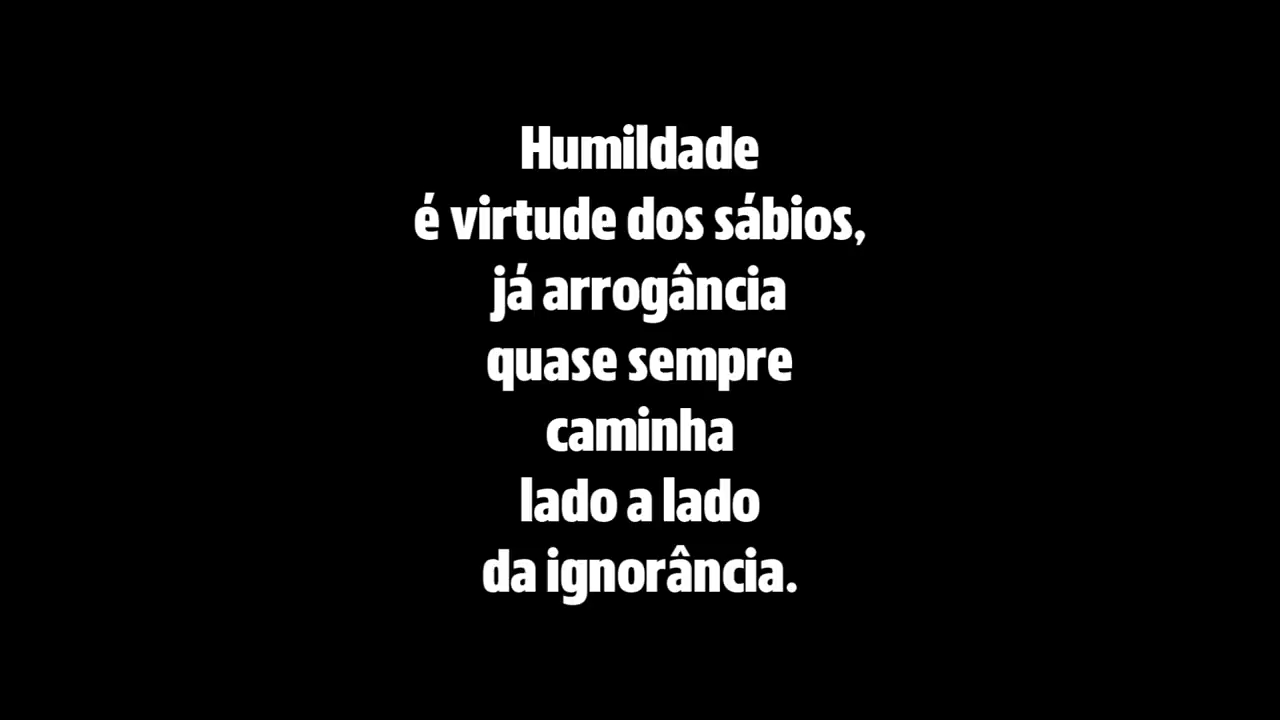 Humildade
é virtude dos sábios,
já arrogância
quase sempre
caminha
lado a lado
da ignorância.